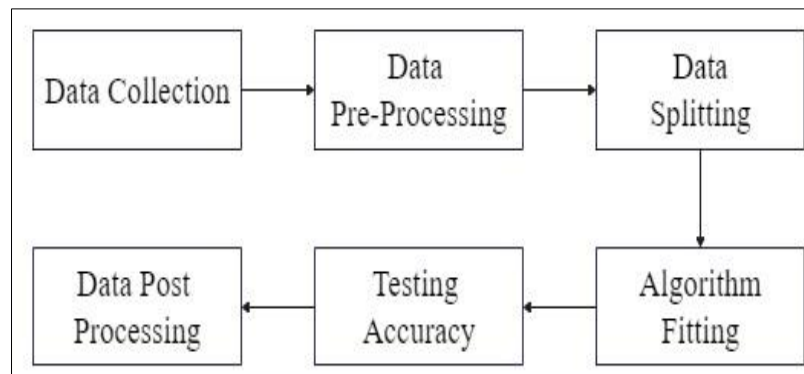 Data Collection
Data
Pre-Processing
Data
Splitting
Algorithm
Fitting
Testing
Accuracy
Data Post
Processing